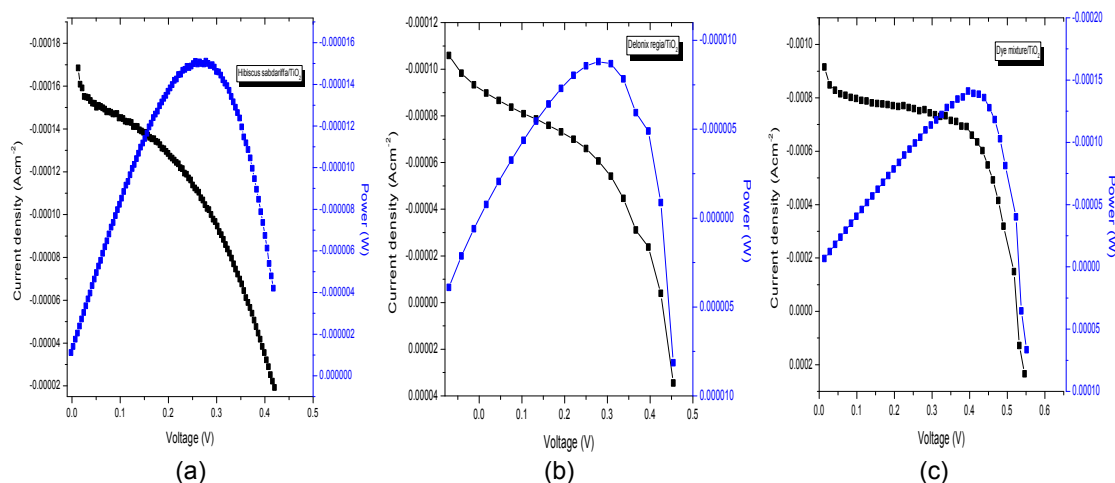 -0.00018
-0.00016
-0.00014
-0.00012
-0.00010
-0.00008
-0.00006
-0.00004
-0.00002
Current density (Acm⁻²)
Hibiscus sabdariffa/TiO₂
-0.000016
-0.000014
-0.000012
-0.000010
-0.000008
-0.000006
-0.000004
-0.000002
0.000000
Power (W)
0.0 0.1 0.2 0.3 0.4 0.5
Voltage (V)
(a)
-0.00012
-0.00010
-0.00008
-0.00006
-0.00004
-0.00002
0.00000
0.00002
0.00004
Current density (Acm⁻²)
Delonix regia/TiO₂
-0.000010
-0.000005
0.000000
0.000005
0.000010
Power (W)
0.0 0.1 0.2 0.3 0.4 0.5
Voltage (V)
(b)
-0.0010
-0.0008
-0.0006
-0.0004
-0.0002
0.0000
0.0002
Current density (Acm⁻²)
Dye mixture/TiO₂
-0.00020
-0.00015
-0.00010
-0.00005
0.00000
0.00005
0.00010
Power (W)
0.0 0.1 0.2 0.3 0.4 0.5 0.6
Voltage (V)
(c)